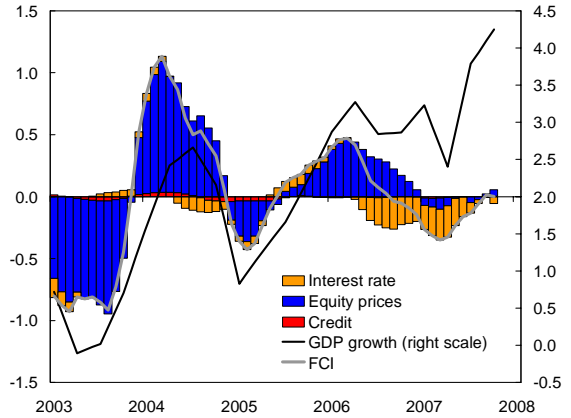 1.5 4.5
4.0
1.0 3.5
3.0
0.5 2.5
0.0 2.0
1.5
-0.5 1.0
Interest rate
Equity prices 0.5
-1.0 Credit
GDP growth (right scale) 0.0
FCI
-1.5 -0.5
2003 2004 2005 2006 2007 2008